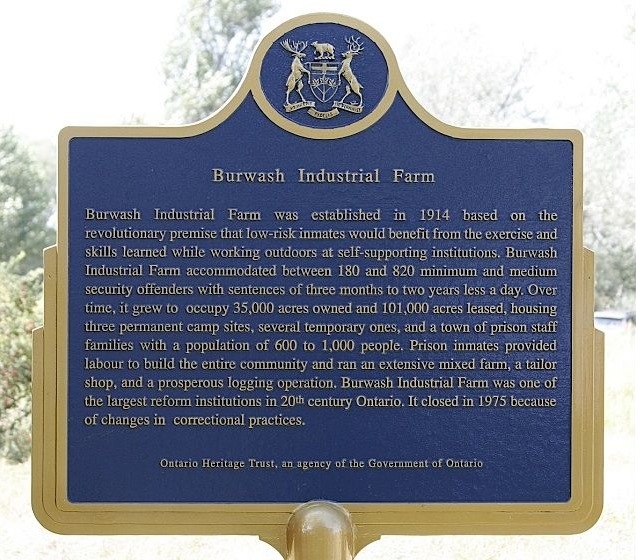 Burwash Industrial Farm
Burwash Industrial Farm was established in 1914 based on the
revolutionary premise that low-risk inmates would benefit from the exercise and
skills learned while working outdoors at self-supporting institutions. Burwash
Industrial Farm accommodated between 180 and 820 minimum and medium
security offenders with sentences of three months to two years less a day. Over
time, it grew to occupy 35,000 acres owned and 101,000 acres leased, housing
three permanent camp sites, several temporary ones, and a town of prison staff
families with a population of 600 to 1,000 people. Prison inmates provided
labour to build the entire community and ran an extensive mixed farm, a tailor
shop, and a prosperous logging operation. Burwash Industrial Farm was one of
the largest reform institutions in 20th century Ontario. It closed in 1975 because
of changes in correctional practices.
Ontario Heritage Trust, an agency of the Government of Ontario